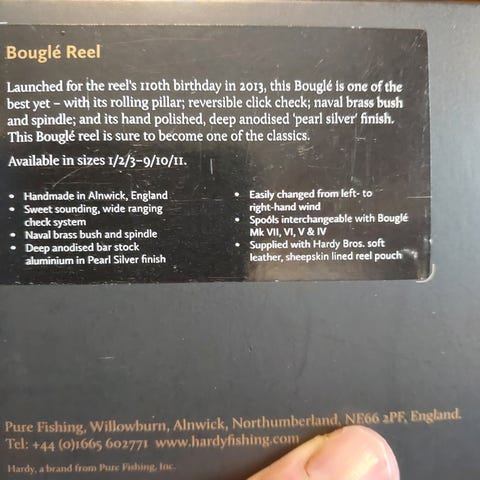 Bouglé Reel
Launched for the reel's 110th birthday in 2013, this Bouglé is one of the
best yet – with its rolling pillar; reversible click check; naval brass bush
and spindle; and its hand polished, deep anodised 'pearl silver' finish.
This Bouglé reel is sure to become one of the classics.
Available in sizes 1/2/3–9/10/11.
• Handmade in Alnwick, England
• Sweet sounding, wide ranging
check system
• Naval brass bush and spindle
• Deep anodised bar stock
aluminium in Pearl Silver finish
• Easily changed from left- to
right-hand wind
• Spools interchangeable with Bouglé
Mk VII, VI, V & IV
• Supplied with Hardy Bros. soft
leather, sheepskin lined reel pouch
Pure Fishing, Willowburn, Alnwick, Northumberland, NE66 2PF, England.
Tel: +44 (0)1665 602771 www.hardyfishing.com
Hardy, a brand from Pure Fishing, Inc.